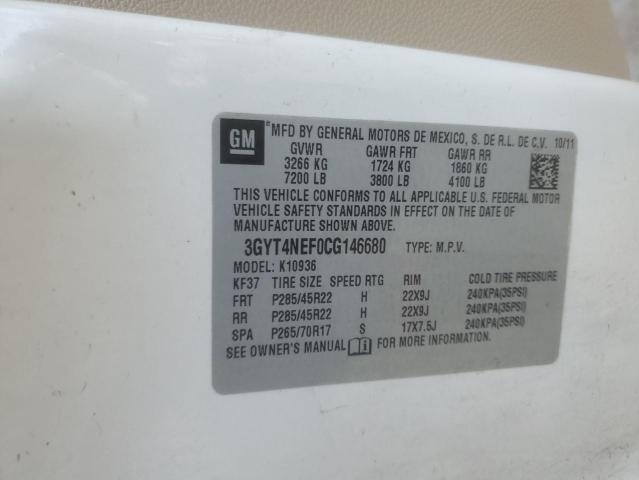 GM
®MFD BY GENERAL MOTORS DE MEXICO, S. DE R.L. DE C.V. 10/11
GVWR GAWR FRT GAWR RR
3266 KG 1724 KG 1860 KG
7200 LB 3800 LB 4100 LB
THIS VEHICLE CONFORMS TO ALL APPLICABLE U.S. FEDERAL MOTOR
VEHICLE SAFETY STANDARDS IN EFFECT ON THE DATE OF
MANUFACTURE SHOWN ABOVE.
3GYT4NEF0CG146680 TYPE: M.P.V.
MODEL: K10936
KF37 TIRE SIZE SPEED RTG RIM COLD TIRE PRESSURE
FRT P285/45R22 H 22X9J 240KPA(35PSI)
RR P285/45R22 H 22X9J 240KPA(35PSI)
SPA P265/70R17 S 17X7.5J 240KPA(35PSI)
SEE OWNER'S MANUAL FOR MORE INFORMATION.